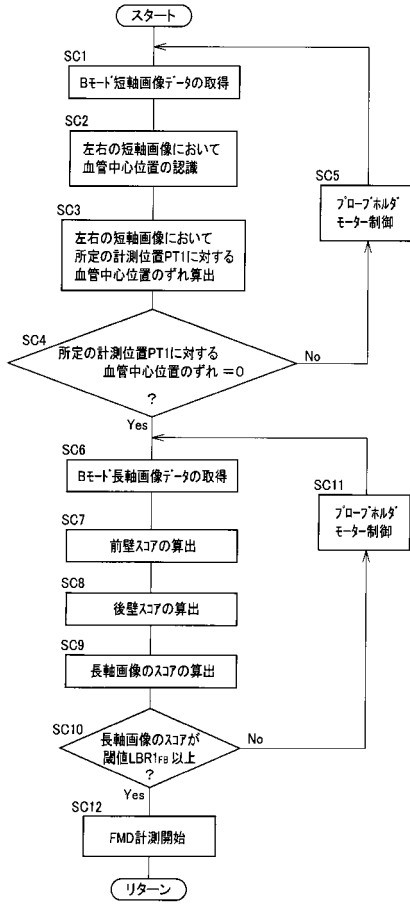 スタート
SC1
Bモード短軸画像データの取得
SC2
左右の短軸画像において
血管中心位置の認識
SC3
左右の短軸画像において
所定の計測位置PT1に対する
血管中心位置のずれ算出
SC4
所定の計測位置PT1に対する
血管中心位置のずれ =0
?
No
Yes
SC5
プローブホルダ
モーター制御
SC6
Bモード長軸画像データの取得
SC7
前壁スコアの算出
SC8
後壁スコアの算出
SC9
長軸画像のスコアの算出
SC10
長軸画像のスコアが
閾値LBR1FB 以上
?
No
Yes
SC11
プローブホルダ
モーター制御
SC12
FMD計測開始
リターン